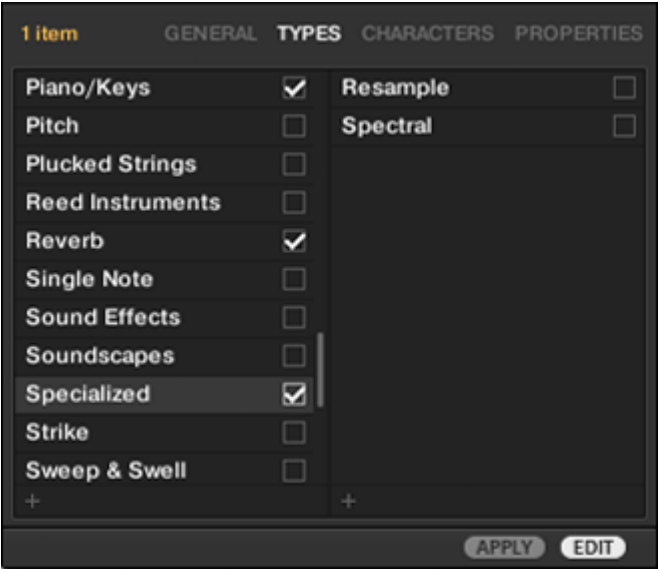 1 item GENERAL TYPES CHARACTERS PROPERTIES
Piano/Keys
Pitch
Plucked Strings
Reed Instruments
Reverb
Single Note
Sound Effects
Soundscapes
Specialized
Strike
Sweep & Swell
+
Resample
Spectral
+
APPLY EDIT